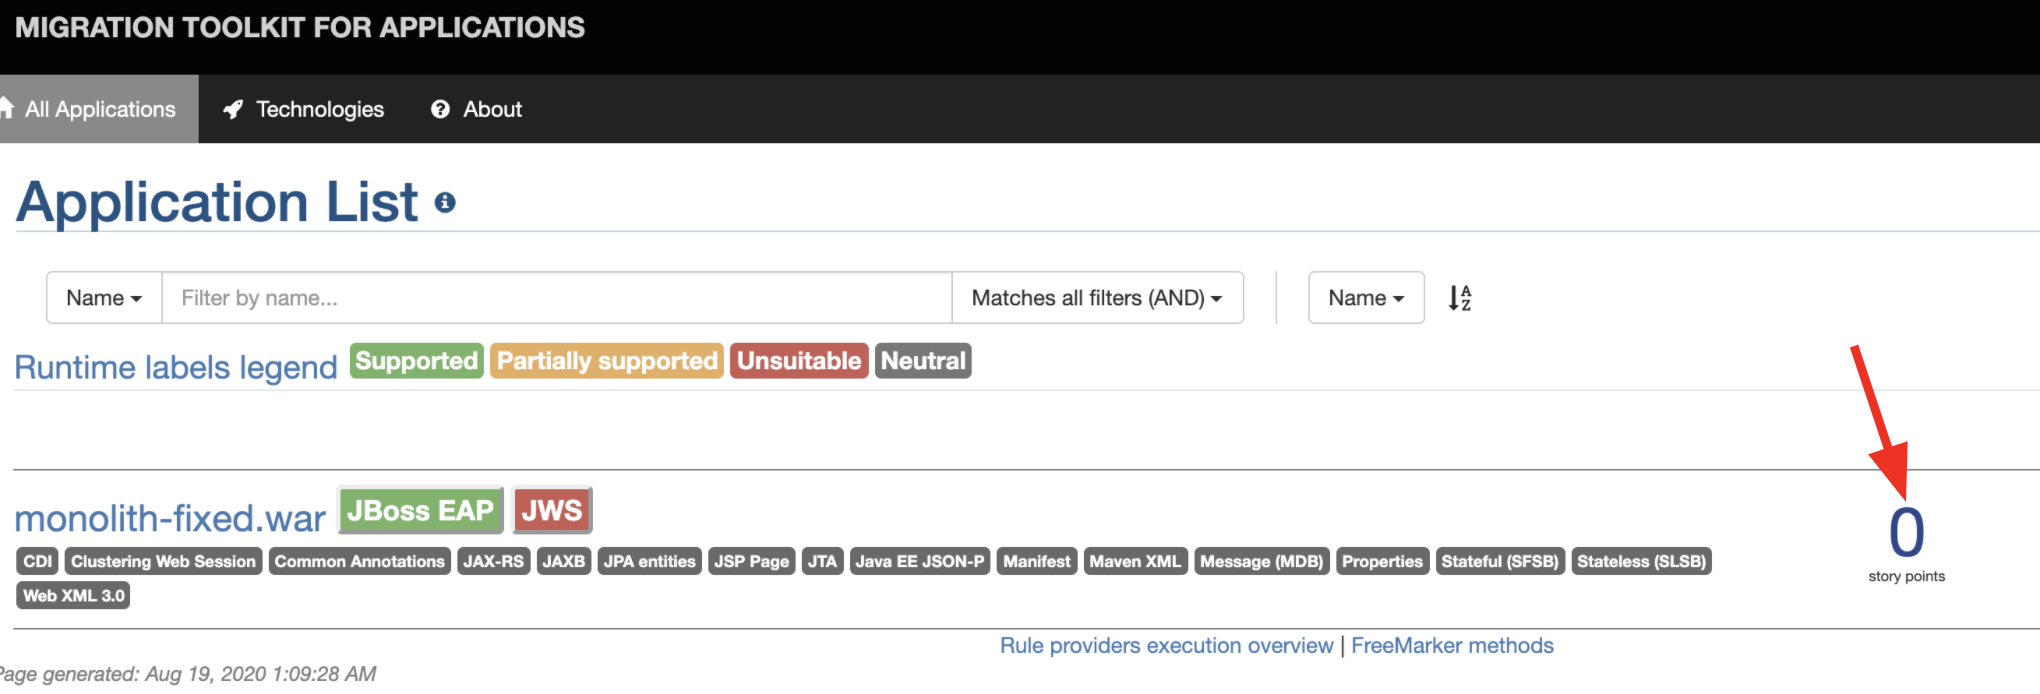 MIGRATION TOOLKIT FOR APPLICATIONS
All Applications Technologies About
Application List
Name Filter by name... Matches all filters (AND) Name
Runtime labels legend Supported Partially supported Unsuitable Neutral
monolith-fixed.war JBoss EAP JWS
0
CDI Clustering Web Session Common Annotations JAX-RS JAXB JPA entities JSP Page JTA Java EE JSON-P Manifest Maven XML Message (MDB) Properties Stateful (SFSB) Stateless (SLSB)
story points
Web XML 3.0
Rule providers execution overview | FreeMarker methods
Page generated: Aug 19, 2020 1:09:28 AM